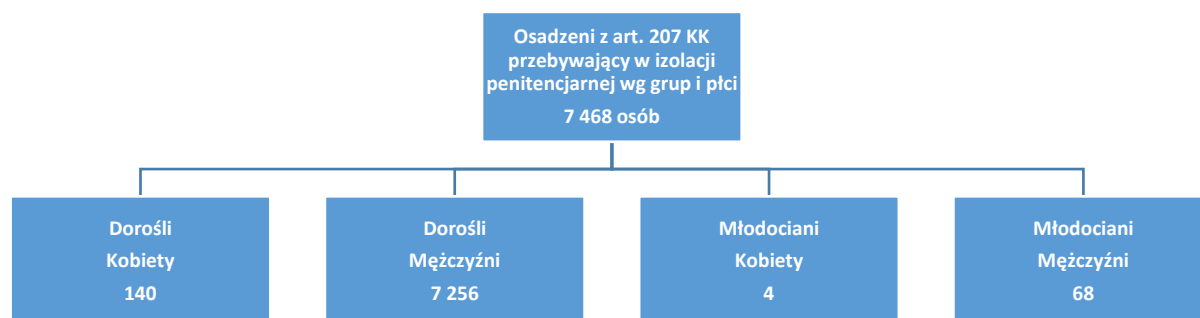 Osadzeni z art. 207 KK
przebywający w izolacji
penitencjarnej wg grup i płci
7 468 osób
Dorośli
Kobiety
140
Dorośli
Mężczyźni
7 256
Młodociani
Kobiety
4
Młodociani
Mężczyźni
68